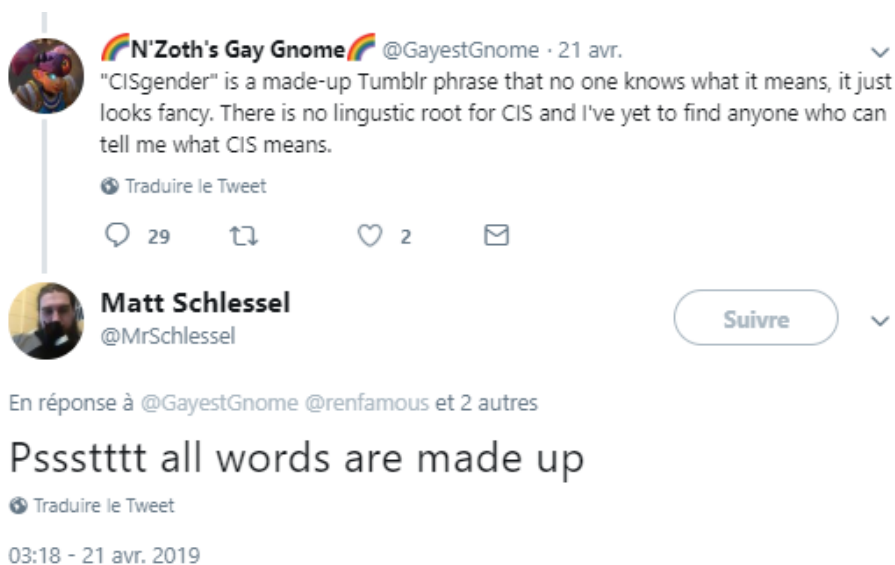 🌈N'Zoth's Gay Gnome🌈 @GayestGnome · 21 avr.
"CISgender" is a made-up Tumblr phrase that no one knows what it means, it just
looks fancy. There is no lingustic root for CIS and I've yet to find anyone who can
tell me what CIS means.
Traduire le Tweet
29 2
Matt Schlessel
@MrSchlessel
Suivre
En réponse à @GayestGnome @renfamous et 2 autres
Pssstttt all words are made up
Traduire le Tweet
03:18 - 21 avr. 2019